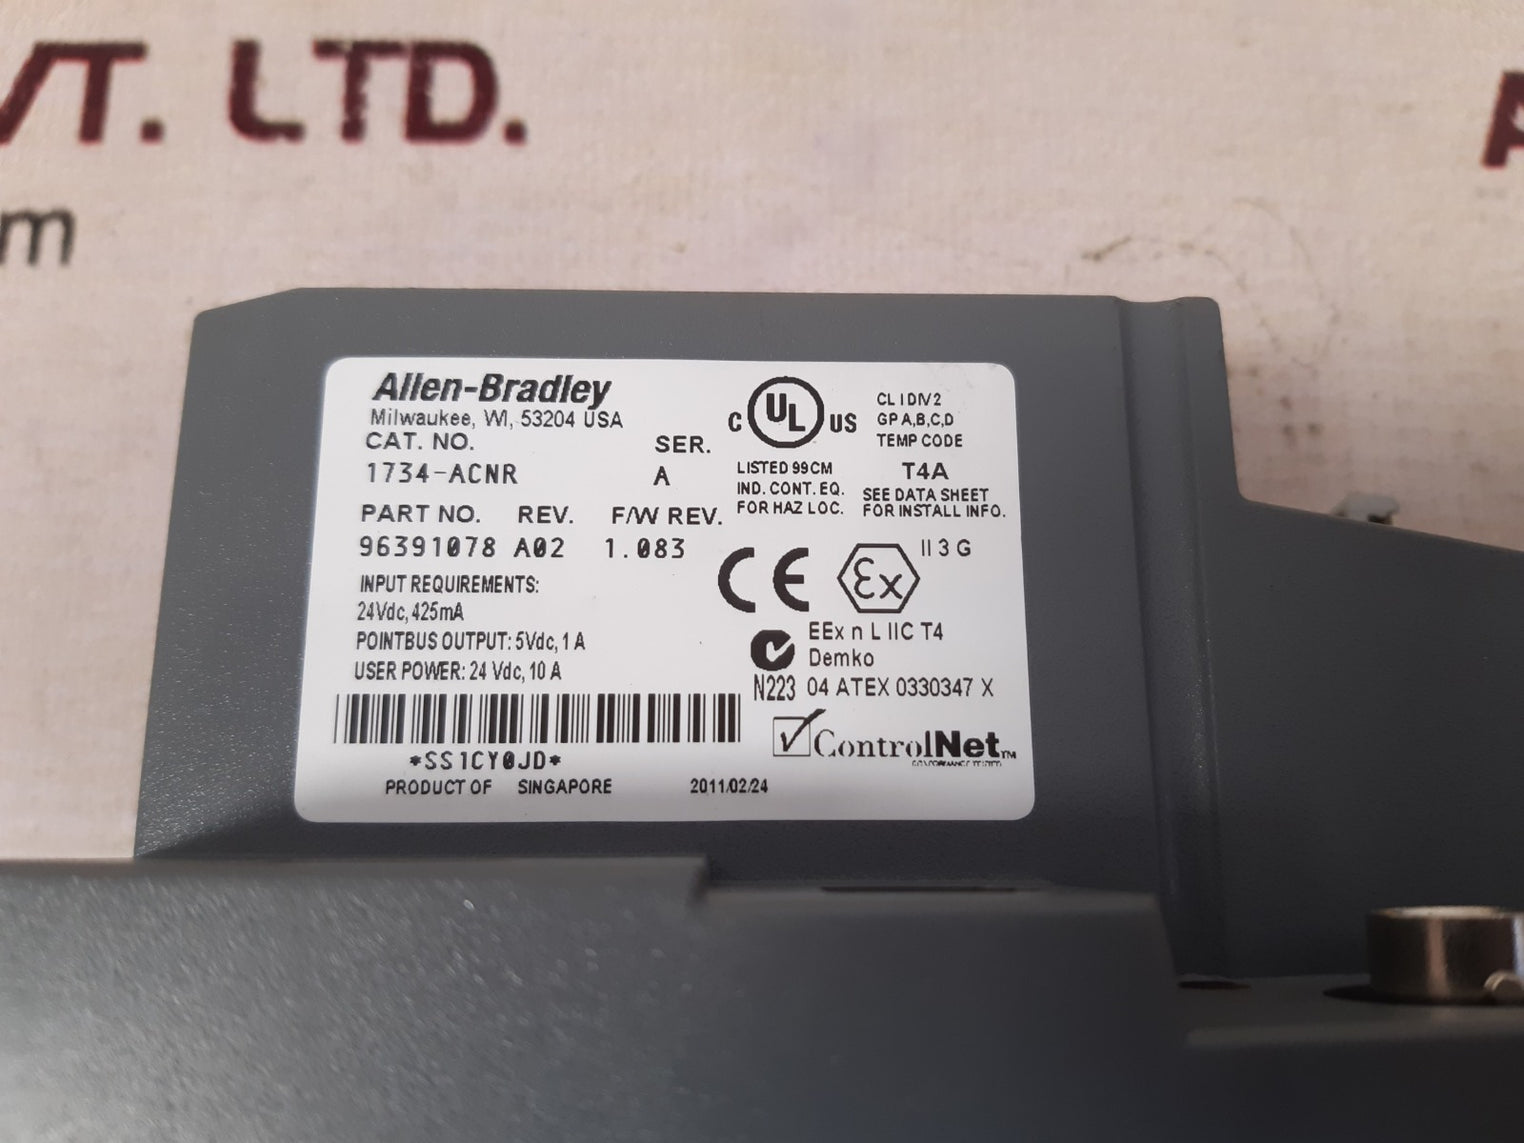 VT. LTD.
m
Allen-Bradley
Milwaukee, WI, 53204 USA
CAT. NO. SER.
1734-ACNR A
PART NO. REV. F/W REV.
96391078 A02 1.083
INPUT REQUIREMENTS:
24Vdc, 425mA
POINTBUS OUTPUT: 5Vdc, 1 A
USER POWER: 24 Vdc, 10 A
*SS1CY0JD*
PRODUCT OF SINGAPORE 2011/02/24
C UL US
CL I DIV 2
GP A,B,C,D
TEMP CODE
T4A
LISTED 99CM
IND. CONT. EQ.
FOR HAZ LOC.
SEE DATA SHEET
FOR INSTALL INFO.
CE Ex II 3 G
EEx n L IIC T4
Demko
N223 04 ATEX 0330347 X
ControlNet™
CONFORMANCE TESTED